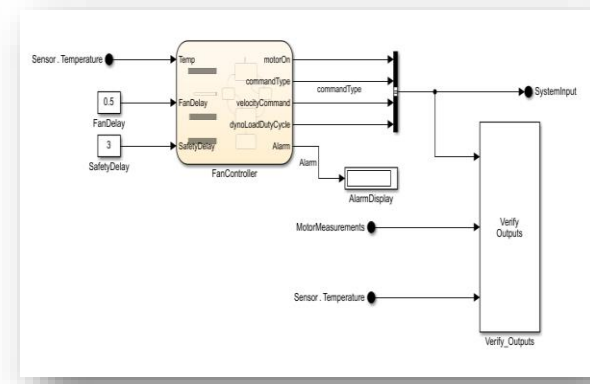 Sensor . Temperature
Temp
motorOn
commandType
commandType
SystemInput
0.5
FanDelay
velocityCommand
FanDelay
dynoLoadDutyCycle
3
SafetyDelay
Alarm
SafetyDelay
FanController
Alarm
AlarmDisplay
MotorMeasurements
Verify
Outputs
Sensor . Temperature
Verify_Outputs